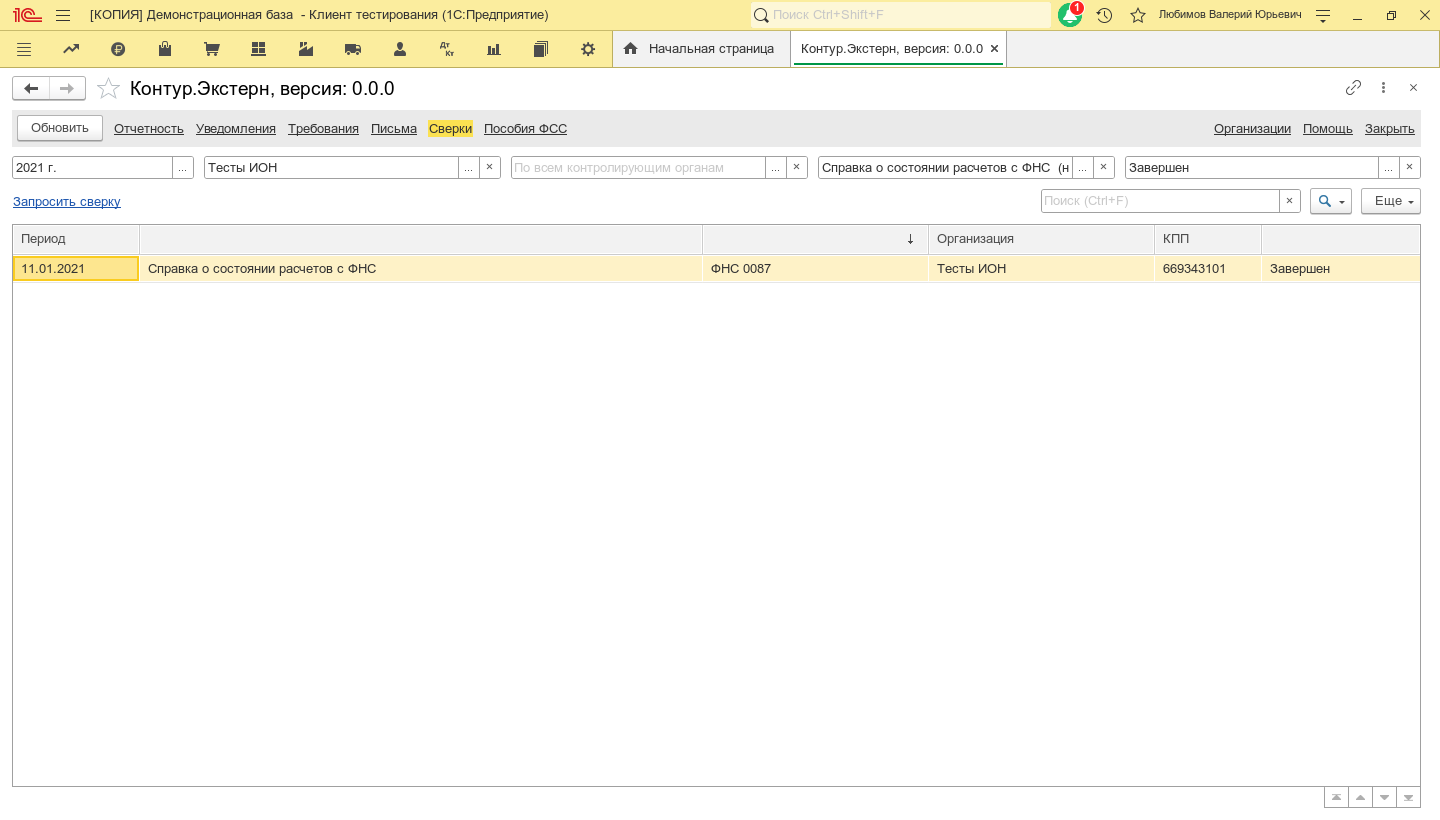 [КОПИЯ] Демонстрационная база - Клиент тестирования (1С:Предприятие)
Поиск Ctrl+Shift+F
1
Любимов Валерий Юрьевич
Дт Кт
Начальная страница
Контур.Экстерн, версия: 0.0.0 ×
Контур.Экстерн, версия: 0.0.0
Обновить Отчетность Уведомления Требования Письма Сверки Пособия ФСС Организации Помощь Закрыть
2021 г. ... Тесты ИОН ... × По всем контролирующим органам ... × Справка о состоянии расчетов с ФНС (н ... × Завершен ... ×
Запросить сверку Поиск (Ctrl+F) × Еще
Период ↓ Организация КПП
11.01.2021 Справка о состоянии расчетов с ФНС ФНС 0087 Тесты ИОН 669343101 Завершен